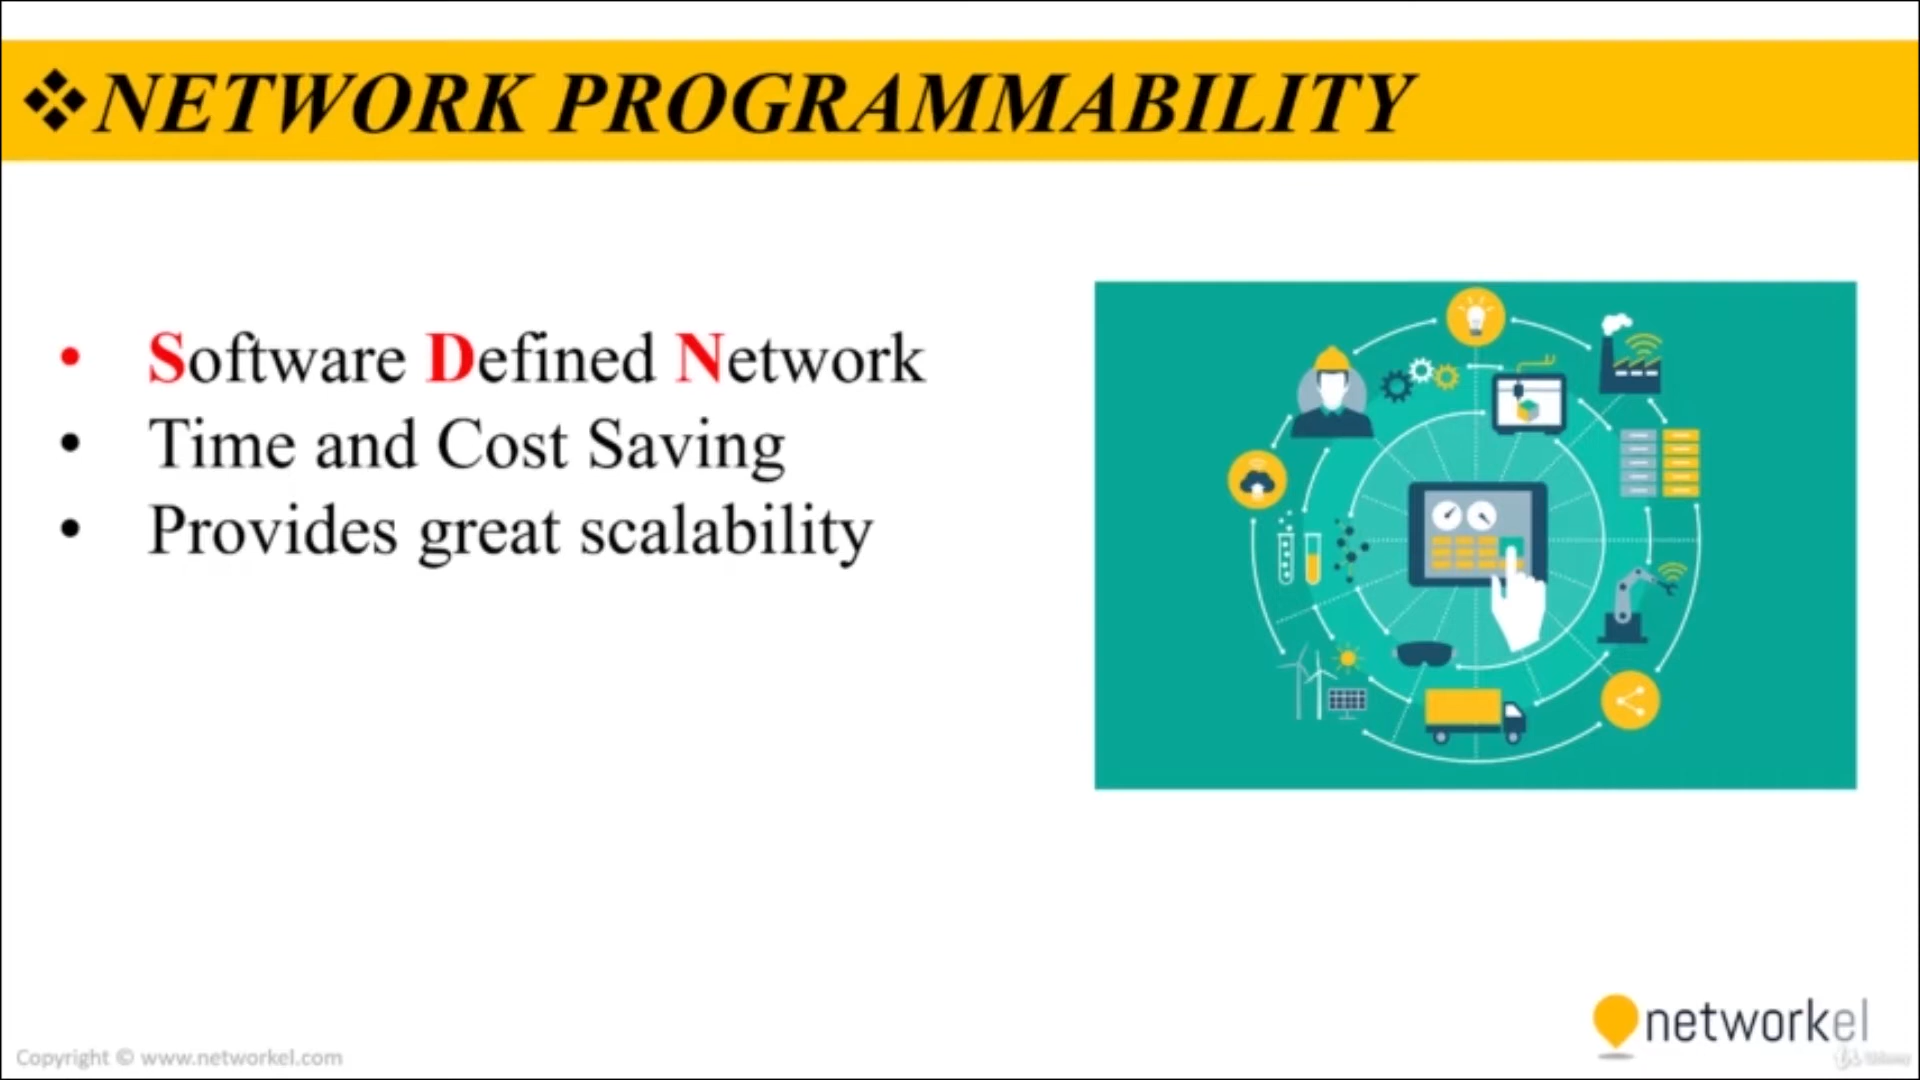 ❖NETWORK PROGRAMMABILITY
• Software Defined Network
• Time and Cost Saving
• Provides great scalability
networkel
Copyright © www.networkel.com